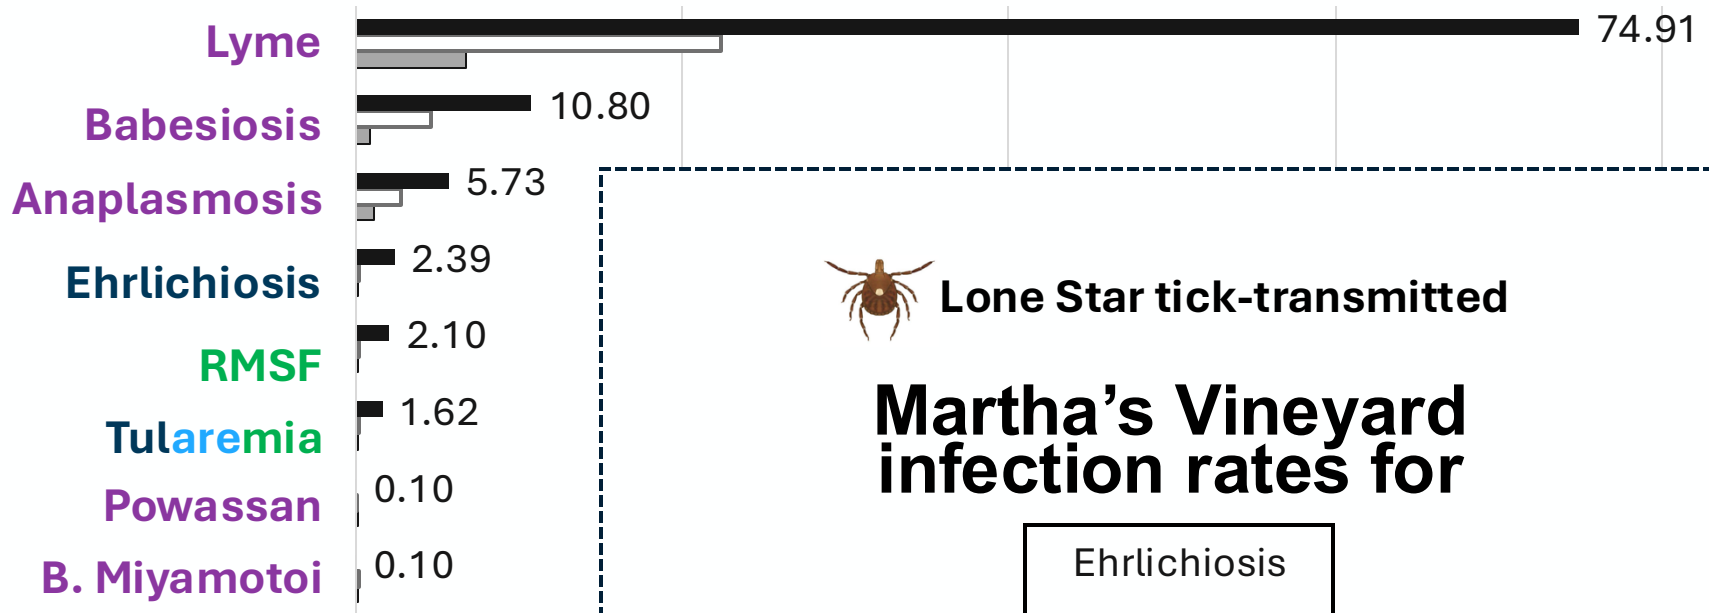 Lyme 74.91
Babesiosis 10.80
Anaplasmosis 5.73
Ehrlichiosis 2.39
RMSF 2.10
Tularemia 1.62
Powassan 0.10
B. Miyamotoi 0.10
Lone Star tick-transmitted
Martha’s Vineyard
infection rates for
Ehrlichiosis